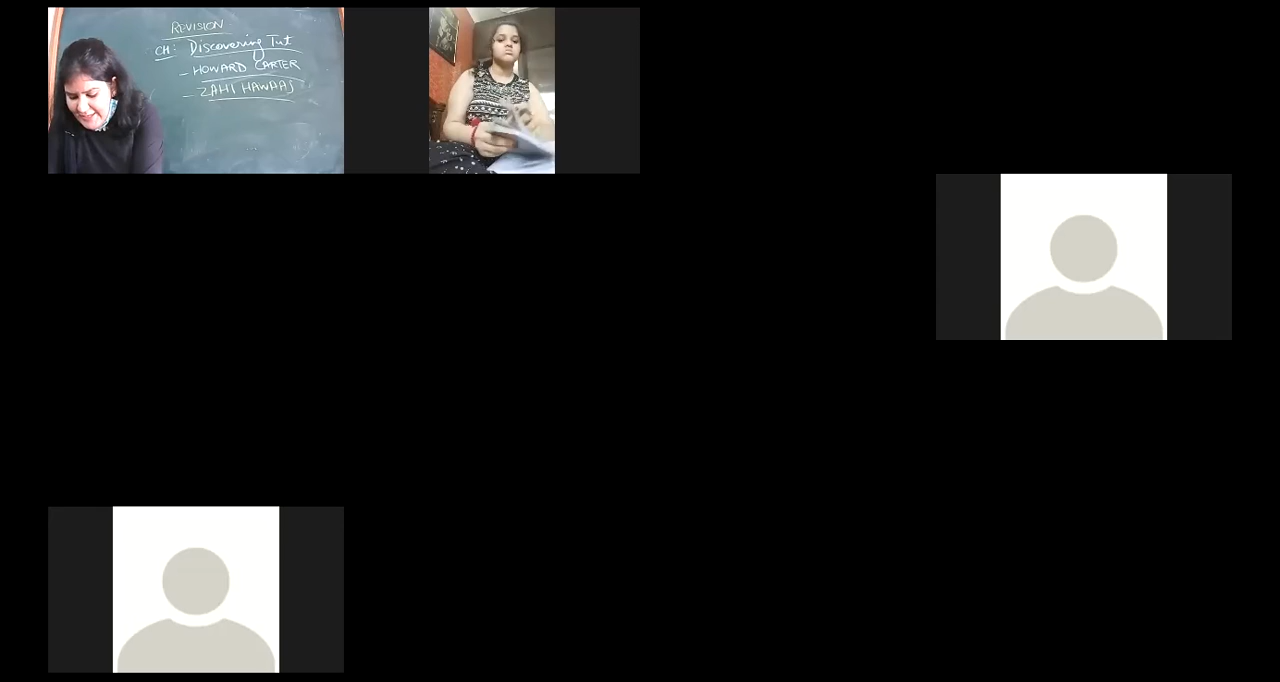 REVISION
CH: Discovering Tut
- HOWARD CARTER
- ZAHI HAWAAS